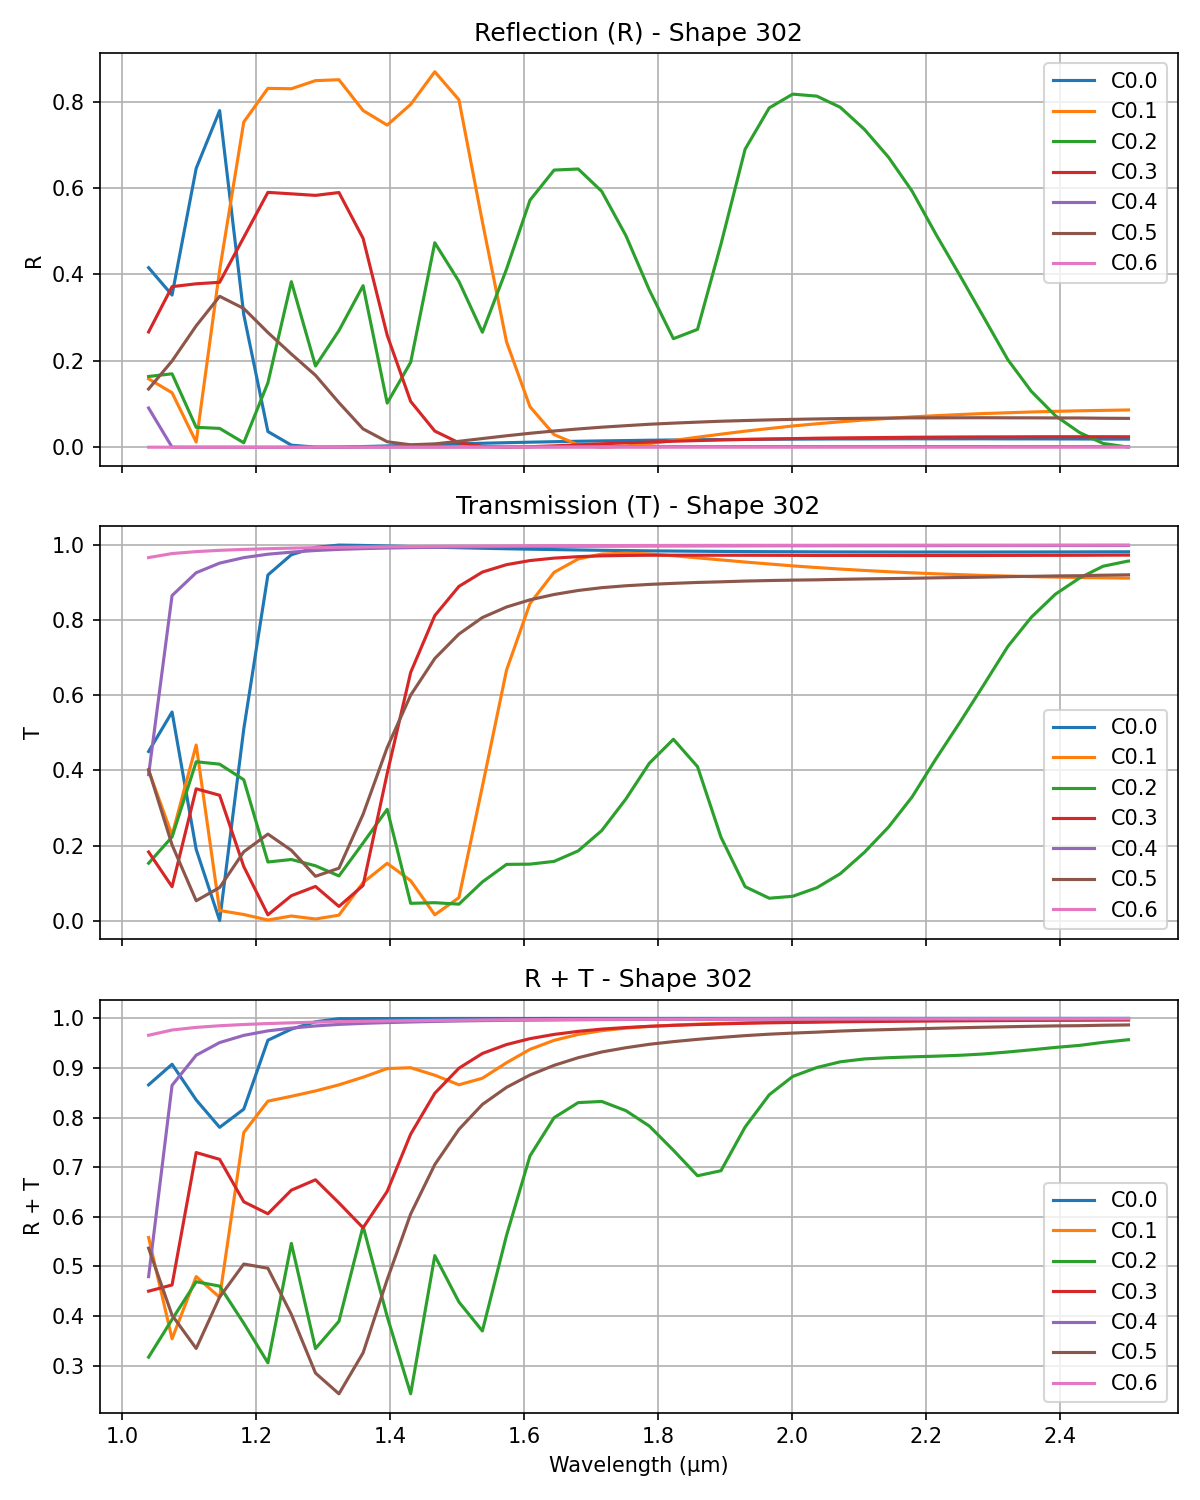 Reflection (R) - Shape 302
R
0.8
0.6
0.4
0.2
0.0
C0.0
C0.1
C0.2
C0.3
C0.4
C0.5
C0.6
Transmission (T) - Shape 302
T
1.0
0.8
0.6
0.4
0.2
0.0
C0.0
C0.1
C0.2
C0.3
C0.4
C0.5
C0.6
R + T - Shape 302
R + T
1.0
0.9
0.8
0.7
0.6
0.5
0.4
0.3
C0.0
C0.1
C0.2
C0.3
C0.4
C0.5
C0.6
1.0 1.2 1.4 1.6 1.8 2.0 2.2 2.4
Wavelength (μm)